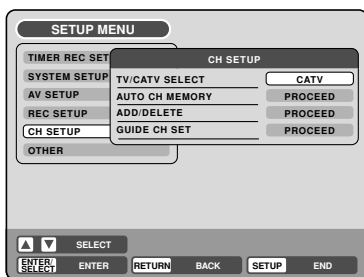 SETUP MENU
TIMER REC SET
SYSTEM SETUP
AV SETUP
REC SETUP
CH SETUP
OTHER
CH SETUP
TV/CATV SELECT CATV
AUTO CH MEMORY PROCEED
ADD/DELETE PROCEED
GUIDE CH SET PROCEED
SELECT
ENTER/SELECT ENTER RETURN BACK SETUP END